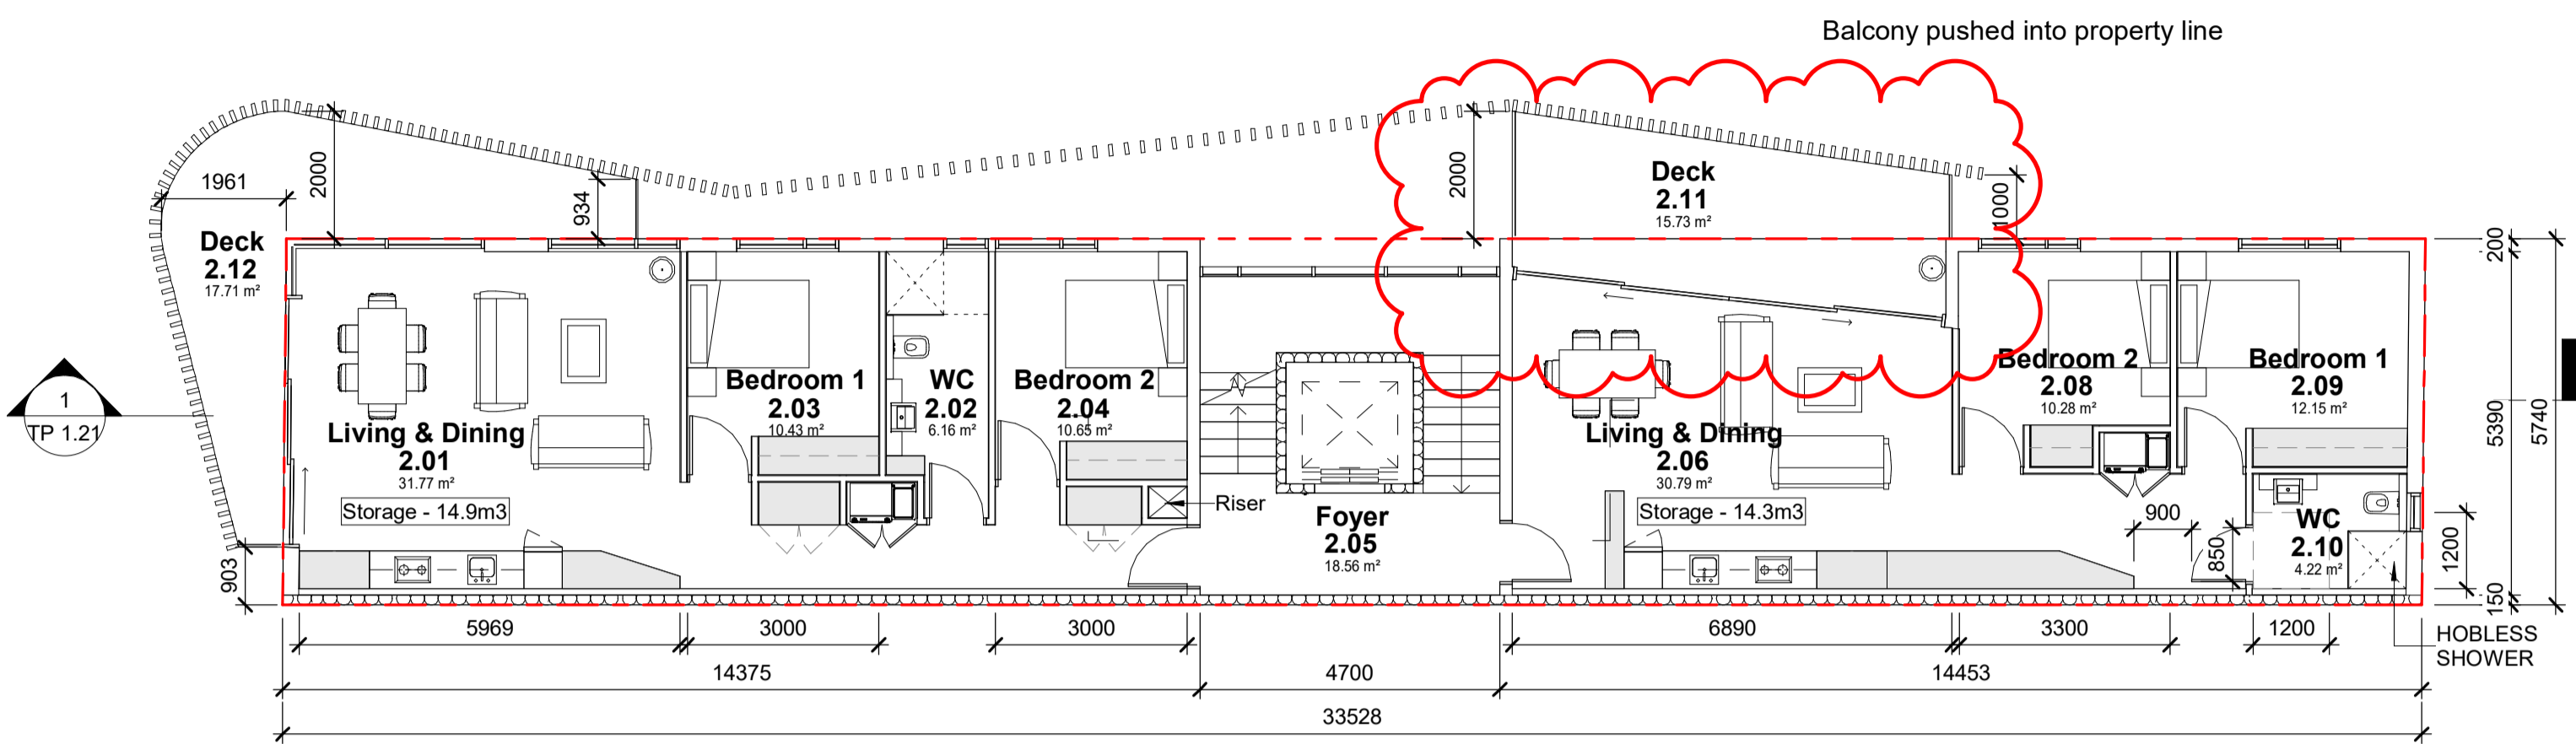 Balcony pushed into property line
1961
2000
934
2000
1000
Deck
2.12
17.71 m²
Deck
2.11
15.73 m²
200
5390
5740
150
1
TP 1.21
Living & Dining
2.01
31.77 m²
Storage - 14.9m3
Bedroom 1
2.03
10.43 m²
WC
2.02
6.16 m²
Bedroom 2
2.04
10.65 m²
Riser
Foyer
2.05
18.56 m²
Living & Dining
2.06
30.79 m²
Storage - 14.3m3
Bedroom 2
2.08
10.28 m²
Bedroom 1
2.09
12.15 m²
WC
2.10
4.22 m²
900
850
1200
903
HOBLESS
SHOWER
5969
3000
3000
6890
3300
1200
14375
4700
14453
33528